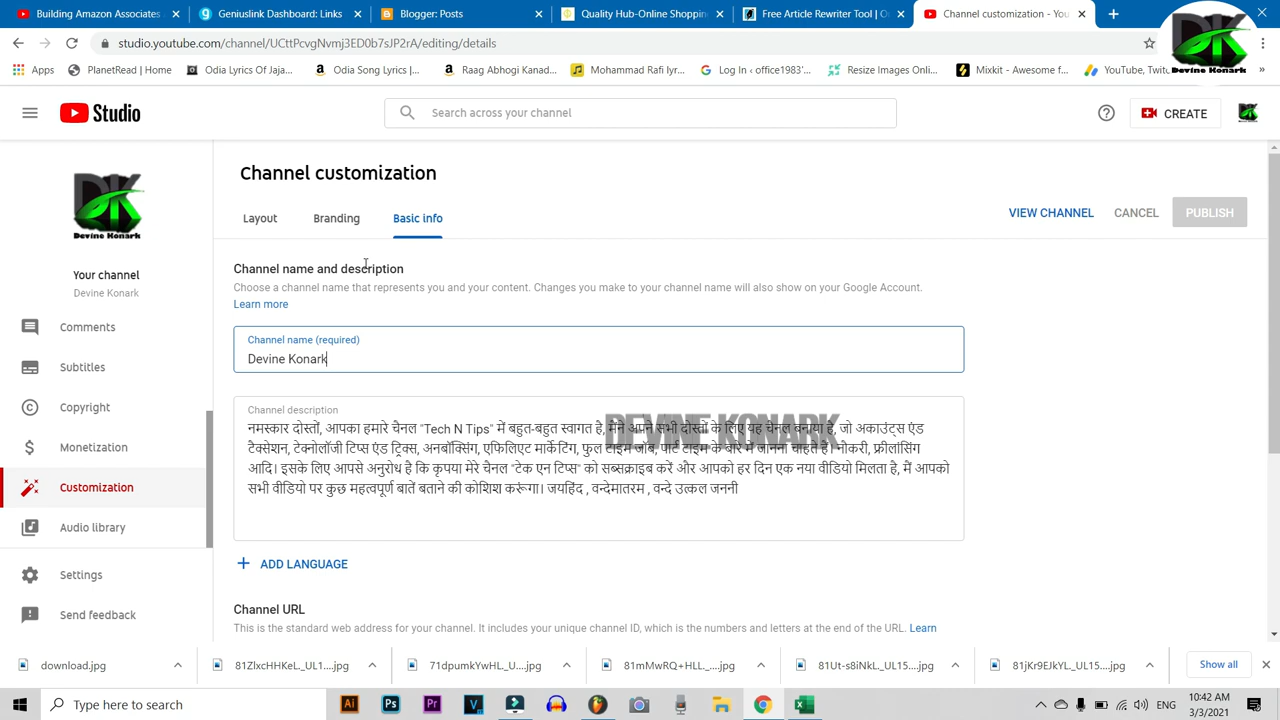 Building Amazon Associates
Dashboard
Dashboard: Links
Blogger: Posts
Quality Hub-Online Shoppin
Free Article Rewriter Tool | O
Channel customization - You
studio.youtube.com/channel/UCttPcvgNvmj3ED0b7sJP2rA/editing/details
DK
Devine Konark
Apps
PlanetRead | Home
Odia Lyrics Of Jaja...
Odia Song Lyrics |...
Raag
Mohammad Rafi lyr...
Log In ‹ office1983'...
Resize Images Onlin...
Mixkit - Awesome f...
YouTube, Twit
Studio
Search across your channel
CREATE
DK
Devine Konark
Your channel
Devine Konark
Comments
Subtitles
Copyright
Monetization
Customization
Audio library
Settings
Send feedback
Channel customization
Layout
Branding
Basic info
VIEW CHANNEL
CANCEL
PUBLISH
Channel name and description
Choose a channel name that represents you and your content. Changes you make to your channel name will also show on your Google Account.
Learn more
Channel name (required)
Devine Konark
Channel description
DEVINE KONARK
नमस्कार दोस्तों, आपका हमारे चैनल "Tech N Tips" में बहुत-बहुत स्वागत है, मैंने अपने सभी दोस्तों के लिए यह चैनल बनाया है, जो अकाउंट्स एंड
टैक्सेशन, टेक्नोलॉजी टिप्स एंड ट्रिक्स, अनबॉक्सिंग, एफिलिएट मार्केटिंग, फुल टाइम जॉब, पार्ट टाइम के बारे में जानना चाहते हैं। नौकरी, फ्रीलांसिंग
आदि। इसके लिए आपसे अनुरोध है कि कृपया मेरे चैनल "टेक एन टिप्स" को सब्सक्राइब करें और आपको हर दिन एक नया वीडियो मिलता है, मैं आपको
सभी वीडियो पर कुछ महत्वपूर्ण बातें बताने की कोशिश करूंगा। जयहिंद , वन्देमातरम , वन्दे उत्कल जननी
ADD LANGUAGE
Channel URL
This is the standard web address for your channel. It includes your unique channel ID, which is the numbers and letters at the end of the URL. Learn
download.jpg
81ZlxcHHKeL._UL1....jpg
71dpumkYwHL._U....jpg
81mMwRQ+HLL._...jpg
81Ut-s8iNkL._UL15....jpg
81jKr9EJkYL._UL15....jpg
Show all
Type here to search
ENG
10:42 AM
3/3/2021